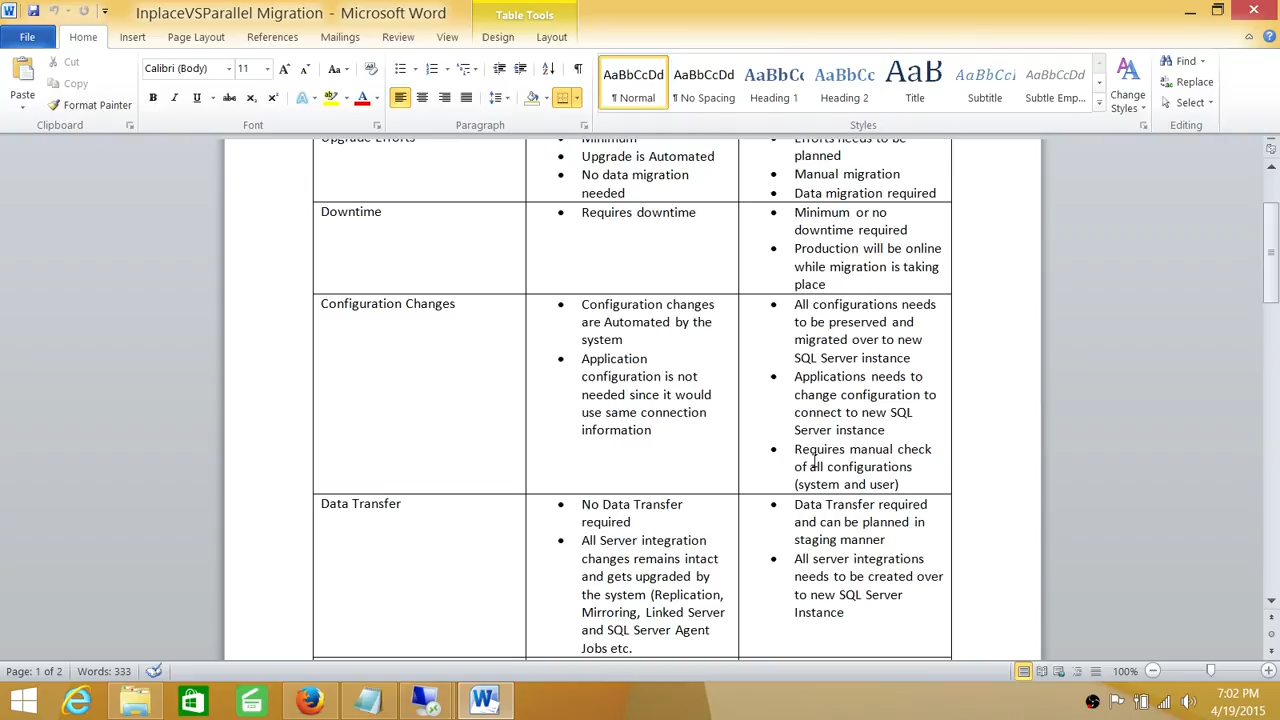 InplaceVSParallel Migration - Microsoft Word
Table Tools
File
Home
Insert
Page Layout
References
Mailings
Review
View
Design
Layout
Paste
Cut
Copy
Format Painter
Clipboard
Calibri (Body)
11
Font
Paragraph
AaBbCcDd
¶ Normal
AaBbCcDd
¶ No Spacing
AaBbCc
Heading 1
AaBbCc
Heading 2
AaB
Title
AaBbCcDd
Subtitle
AaBbCcDd
Subtle Emp...
Styles
Change
Styles
Find
Replace
Select
Editing
Upgrade Efforts
Minimum
Upgrade is Automated
No data migration
needed
Efforts needs to be
planned
Manual migration
Data migration required
Downtime
Requires downtime
Minimum or no
downtime required
Production will be online
while migration is taking
place
Configuration Changes
Configuration changes
are Automated by the
system
Application
configuration is not
needed since it would
use same connection
information
All configurations needs
to be preserved and
migrated over to new
SQL Server instance
Applications needs to
change configuration to
connect to new SQL
Server instance
Requires manual check
of all configurations
(system and user)
Data Transfer
No Data Transfer
required
All Server integration
changes remains intact
and gets upgraded by
the system (Replication,
Mirroring, Linked Server
and SQL Server Agent
Jobs etc.
Data Transfer required
and can be planned in
staging manner
All server integrations
needs to be created over
to new SQL Server
Instance
Page: 1 of 2
Words: 333
100%
7:02 PM
4/19/2015